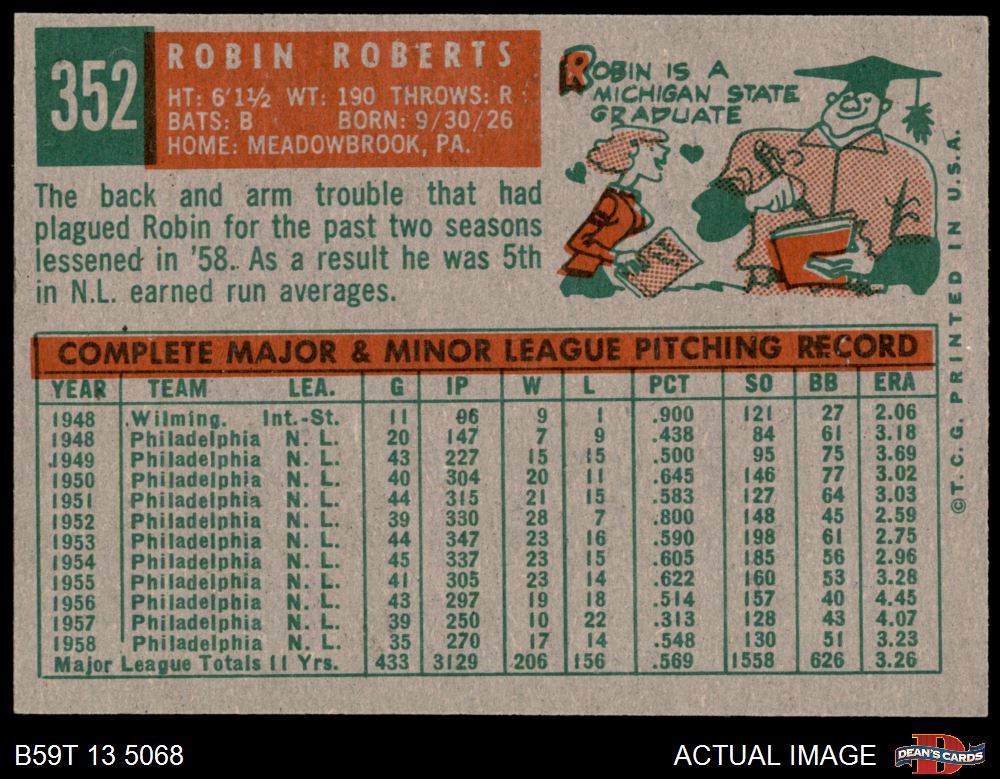 352
ROBIN ROBERTS
HT: 6'1½ WT: 190 THROWS: R
BATS: B BORN: 9/30/26
HOME: MEADOWBROOK, PA.
ROBIN IS A
MICHIGAN STATE
GRADUATE
The back and arm trouble that had
plagued Robin for the past two seasons
lessened in '58. As a result he was 5th
in N.L. earned run averages.
COMPLETE MAJOR & MINOR LEAGUE PITCHING RECORD
YEAR TEAM LEA. G IP W L PCT SO BB ERA
1948 Wilming. Int.-St. 11 96 9 1 .900 121 27 2.06
1948 Philadelphia N. L. 20 147 7 9 .438 84 61 3.18
1949 Philadelphia N. L. 43 227 15 15 .500 95 75 3.69
1950 Philadelphia N. L. 40 304 20 11 .645 146 77 3.02
1951 Philadelphia N. L. 44 315 21 15 .583 127 64 3.03
1952 Philadelphia N. L. 39 330 28 7 .800 148 45 2.59
1953 Philadelphia N. L. 44 347 23 16 .590 198 61 2.75
1954 Philadelphia N. L. 45 337 23 15 .605 185 56 2.96
1955 Philadelphia N. L. 41 305 23 14 .622 160 53 3.28
1956 Philadelphia N. L. 43 297 19 18 .514 157 40 4.45
1957 Philadelphia N. L. 39 250 10 22 .313 128 43 4.07
1958 Philadelphia N. L. 35 270 17 14 .548 130 51 3.23
Major League Totals 11 Yrs. 433 3129 206 156 .569 1558 626 3.26
©T.C.G. PRINTED IN U.S.A.
B59T 13 5068
ACTUAL IMAGE
DEAN'S CARDS